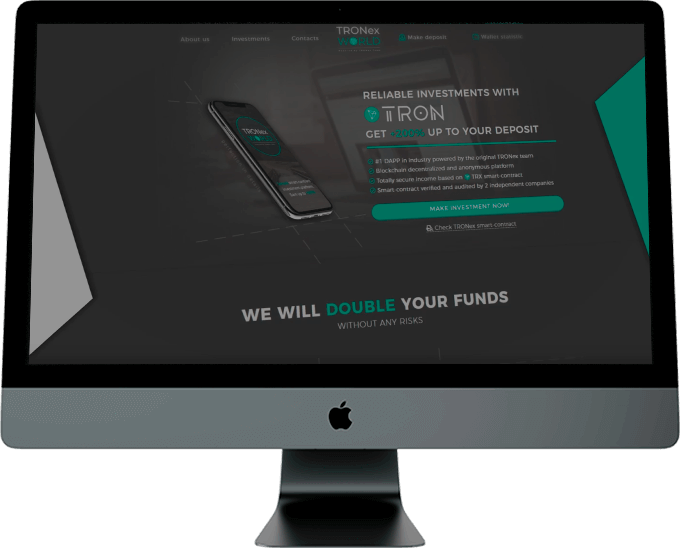 TRONex
WORLD
About us
Investments
Contacts
Make deposit
RELIABLE INVESTMENTS WITH
TRON
GET +200% UP TO YOUR DEPOSIT
#1 DAPP in industry powered by the original TRONex team
Blockchain decentralized and anonymous platform
Totally secure income based on TRX smart-contract
Smart-contract verified and audited by 2 independent companies
MAKE INVESTMENT NOW!
Check TRONex smart-contract
TRONex
WORLD
WE WILL DOUBLE YOUR FUNDS
WITHOUT ANY RISKS